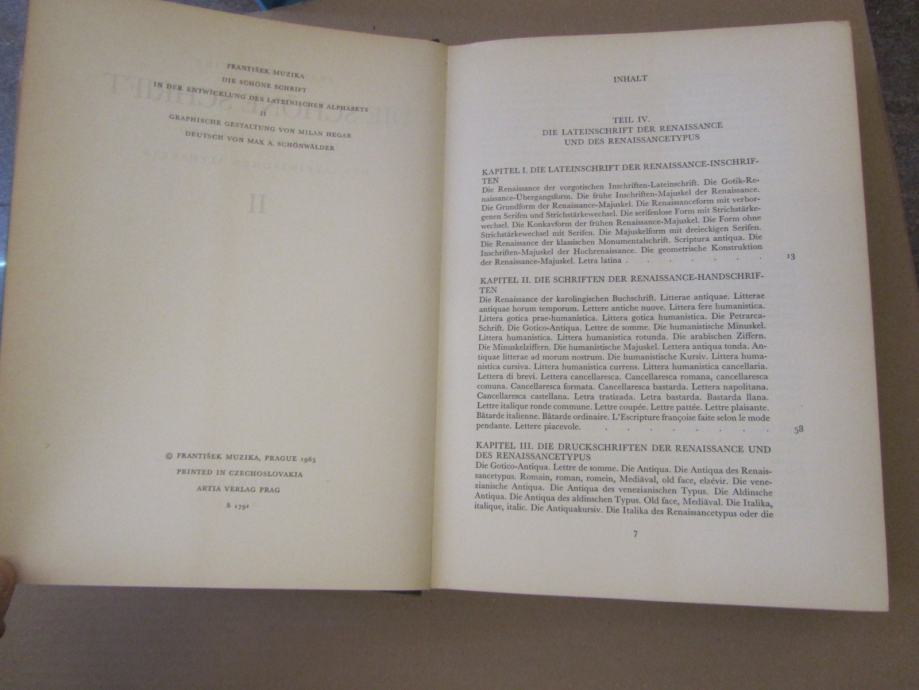 FRANTIŠEK MUZIKA
DIE SCHÖNE SCHRIFT
IN DER ENTWICKLUNG DES LATEINISCHEN ALPHABETS
II
GRAPHISCHE GESTALTUNG VON MILAN HEGAR
DEUTSCH VON MAX A. SCHÖNWÄLDER
© FRANTIŠEK MUZIKA, PRAGUE 1965
PRINTED IN CZECHOSLOVAKIA
ARTIA VERLAG PRAG
S 1791
INHALT
TEIL IV.
DIE LATEINSCHRIFT DER RENAISSANCE
UND DES RENAISSANCETYPUS
KAPITEL I. DIE LATEINSCHRIFT DER RENAISSANCE-INSCHRIF-
TEN
Die Renaissance der vorgotischen Inschriften-Lateinschrift. Die Gotik-Re-
naissance-Übergangsform. Die frühe Inschriften-Majuskel der Renaissance.
Die Grundform der Renaissance-Majuskel. Die Renaissanceform mit verbor-
genen Serifen und Strichstärkewechsel. Die serifenlose Form mit Strichstärke-
wechsel. Die Konkavform der frühen Renaissance-Majuskel. Die Form ohne
Strichstärkewechsel mit Serifen. Die Majuskelform mit dreieckigen Serifen.
Die Renaissance der klassischen Monumentalschrift. Scriptura antiqua. Die
Inschriften-Majuskel der Hochrenaissance. Die geometrische Konstruktion
der Renaissance-Majuskel. Letra latina . . . . . . . 13
KAPITEL II. DIE SCHRIFTEN DER RENAISSANCE-HANDSCHRIF-
TEN
Die Renaissance der karolingischen Buchschrift. Litterae antiquae. Litterae
antiquae horum temporum. Lettere antiche nuove. Littera fere humanistica.
Littera gotica prae-humanistica. Littera gotica humanistica. Die Petrarca-
Schrift. Die Gotico-Antiqua. Lettre de somme. Die humanistische Minuskel.
Littera humanistica. Littera humanistica rotunda. Die arabischen Ziffern.
Die Minuskelziffern. Die humanistische Majuskel. Lettera antiqua tonda. An-
tiquae litterae ad morum nostrum. Die humanistische Kursiv. Littera huma-
nistica cursiva. Littera humanistica currens. Littera humanistica cancellaria.
Lettera di brevi. Lettera cancellaresca. Cancellaresca romana, cancellaresca
comuna. Cancellaresca formata. Cancellaresca bastarda. Lettera napolitana.
Cancellaresca castellana. Letra tratizada. Letra bastarda. Bastarda llana.
Lettre italique ronde commune. Lettre coupée. Lettre pattée. Lettre plaisante.
Bâtarde italienne. Bâtarde ordinaire. L'Escripture françoise faite selon le mode
pendante. Lettere piacevole. . . . . . . . 58
KAPITEL III. DIE DRUCKSCHRIFTEN DER RENAISSANCE UND
DES RENAISSANCETYPUS
Die Gotico-Antiqua. Lettre de somme. Die Antiqua. Die Antiqua des Renais-
sancetypus. Romain, roman, romein, Mediäval, old face, elzévir. Die vene-
zianische Antiqua. Die Antiqua des venezianischen Typus. Die Aldinsche
Antiqua. Die Antiqua des aldinschen Typus. Old face, Mediäval. Die Italika,
italique, italic. Die Antiquakursiv. Die Italika des Renaissancetypus oder die
7